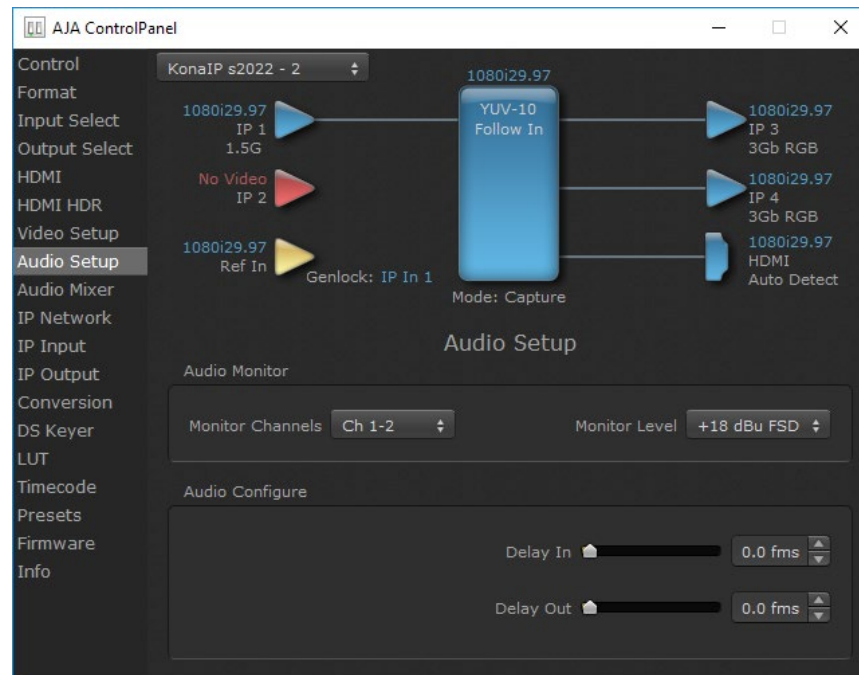 AJA ControlPanel
Control
Format
Input Select
Output Select
HDMI
HDMI HDR
Video Setup
Audio Setup
Audio Mixer
IP Network
IP Input
IP Output
Conversion
DS Keyer
LUT
Timecode
Presets
Firmware
Info
KonaIP s2022 - 2
1080i29.97
1080i29.97
IP 1
1.5G
No Video
IP 2
1080i29.97
Ref In
Genlock: IP In 1
YUV-10
Follow In
Mode: Capture
1080i29.97
IP 3
3Gb RGB
1080i29.97
IP 4
3Gb RGB
1080i29.97
HDMI
Auto Detect
Audio Setup
Audio Monitor
Monitor Channels Ch 1-2 Monitor Level +18 dBu FSD
Audio Configure
Delay In 0.0 fms
Delay Out 0.0 fms